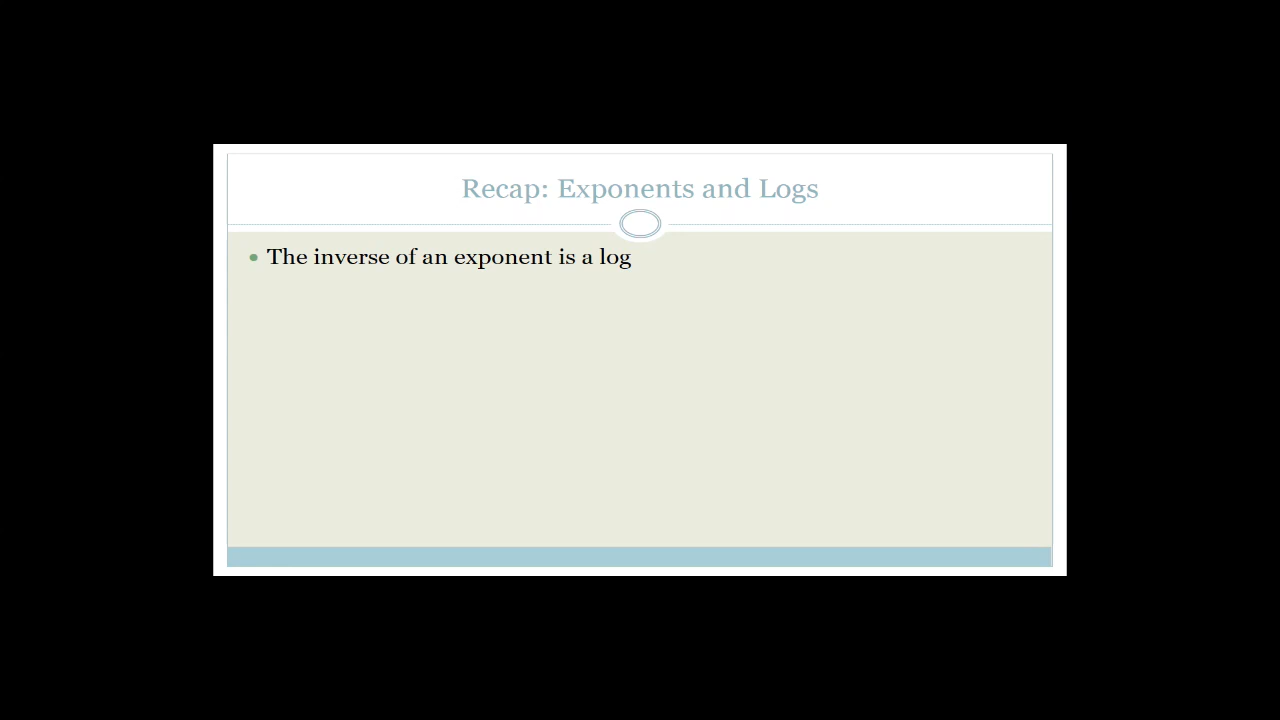 Recap: Exponents and Logs
• The inverse of an exponent is a log